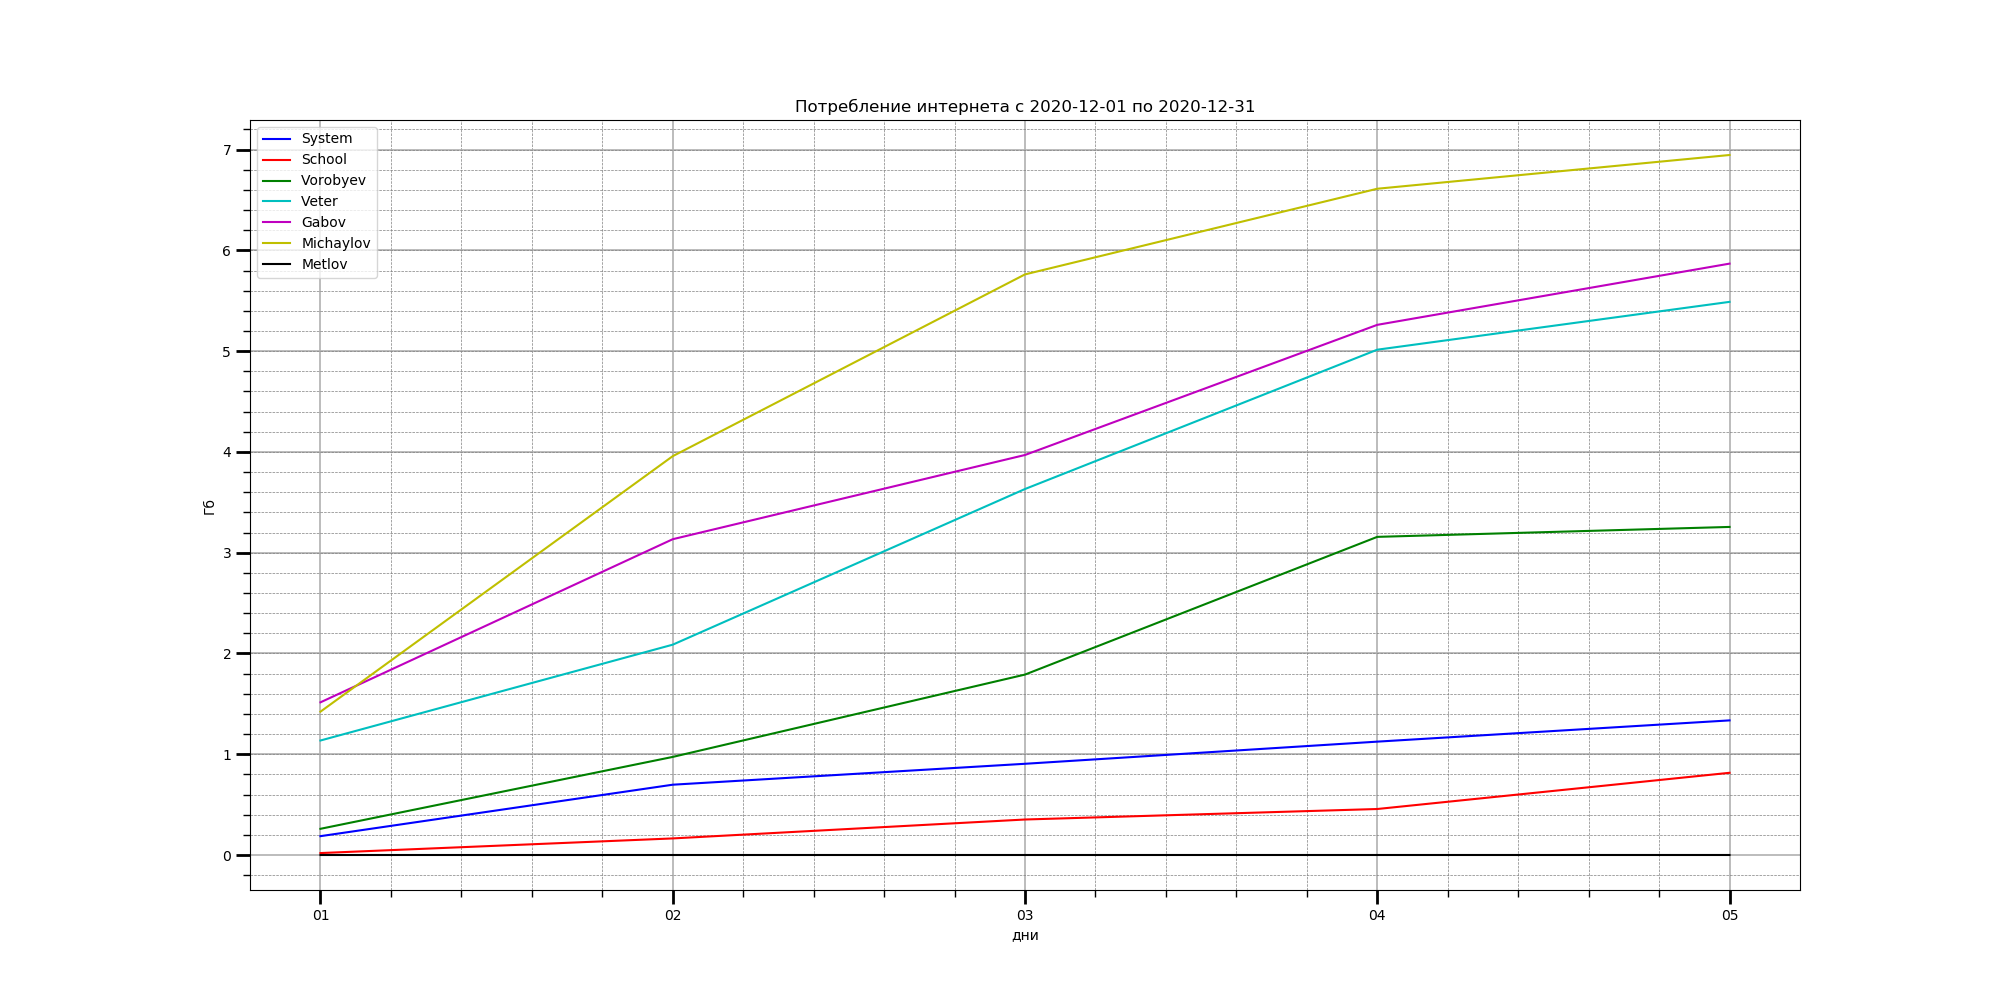 Потребление интернета с 2020-12-01 по 2020-12-31
System
School
Vorobyev
Veter
Gabov
Michaylov
Metlov
7
6
5
4
3
2
1
0
Гб
01 02 03 04 05
дни